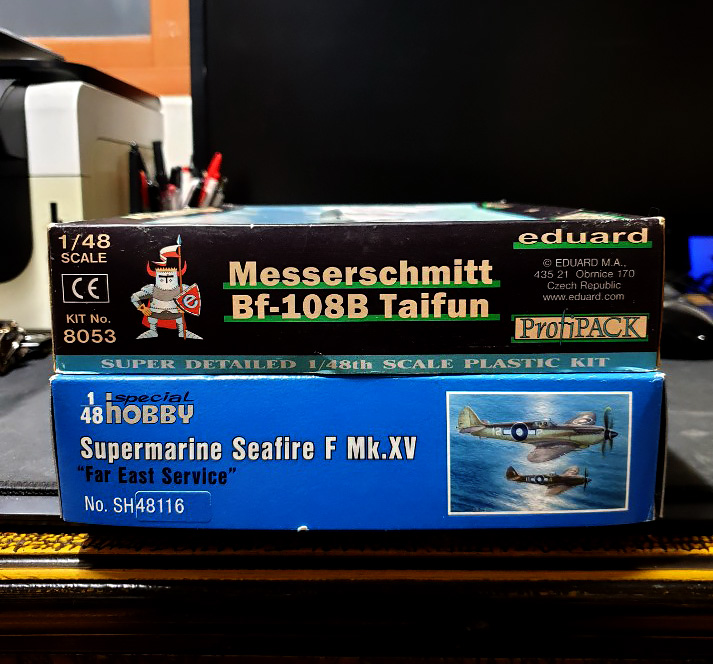 1/48
SCALE
CE
KIT No.
8053
e
Messerschmitt
Bf-108B Taifun
eduard
© EDUARD M.A.,
435 21 Obrnice 170
Czech Republic
www.eduard.com
ProfiPACK
SUPER DETAILED 1/48th SCALE PLASTIC KIT
1
48
special
hOBBY
Supermarine Seafire F Mk.XV
"Far East Service"
No. SH48116